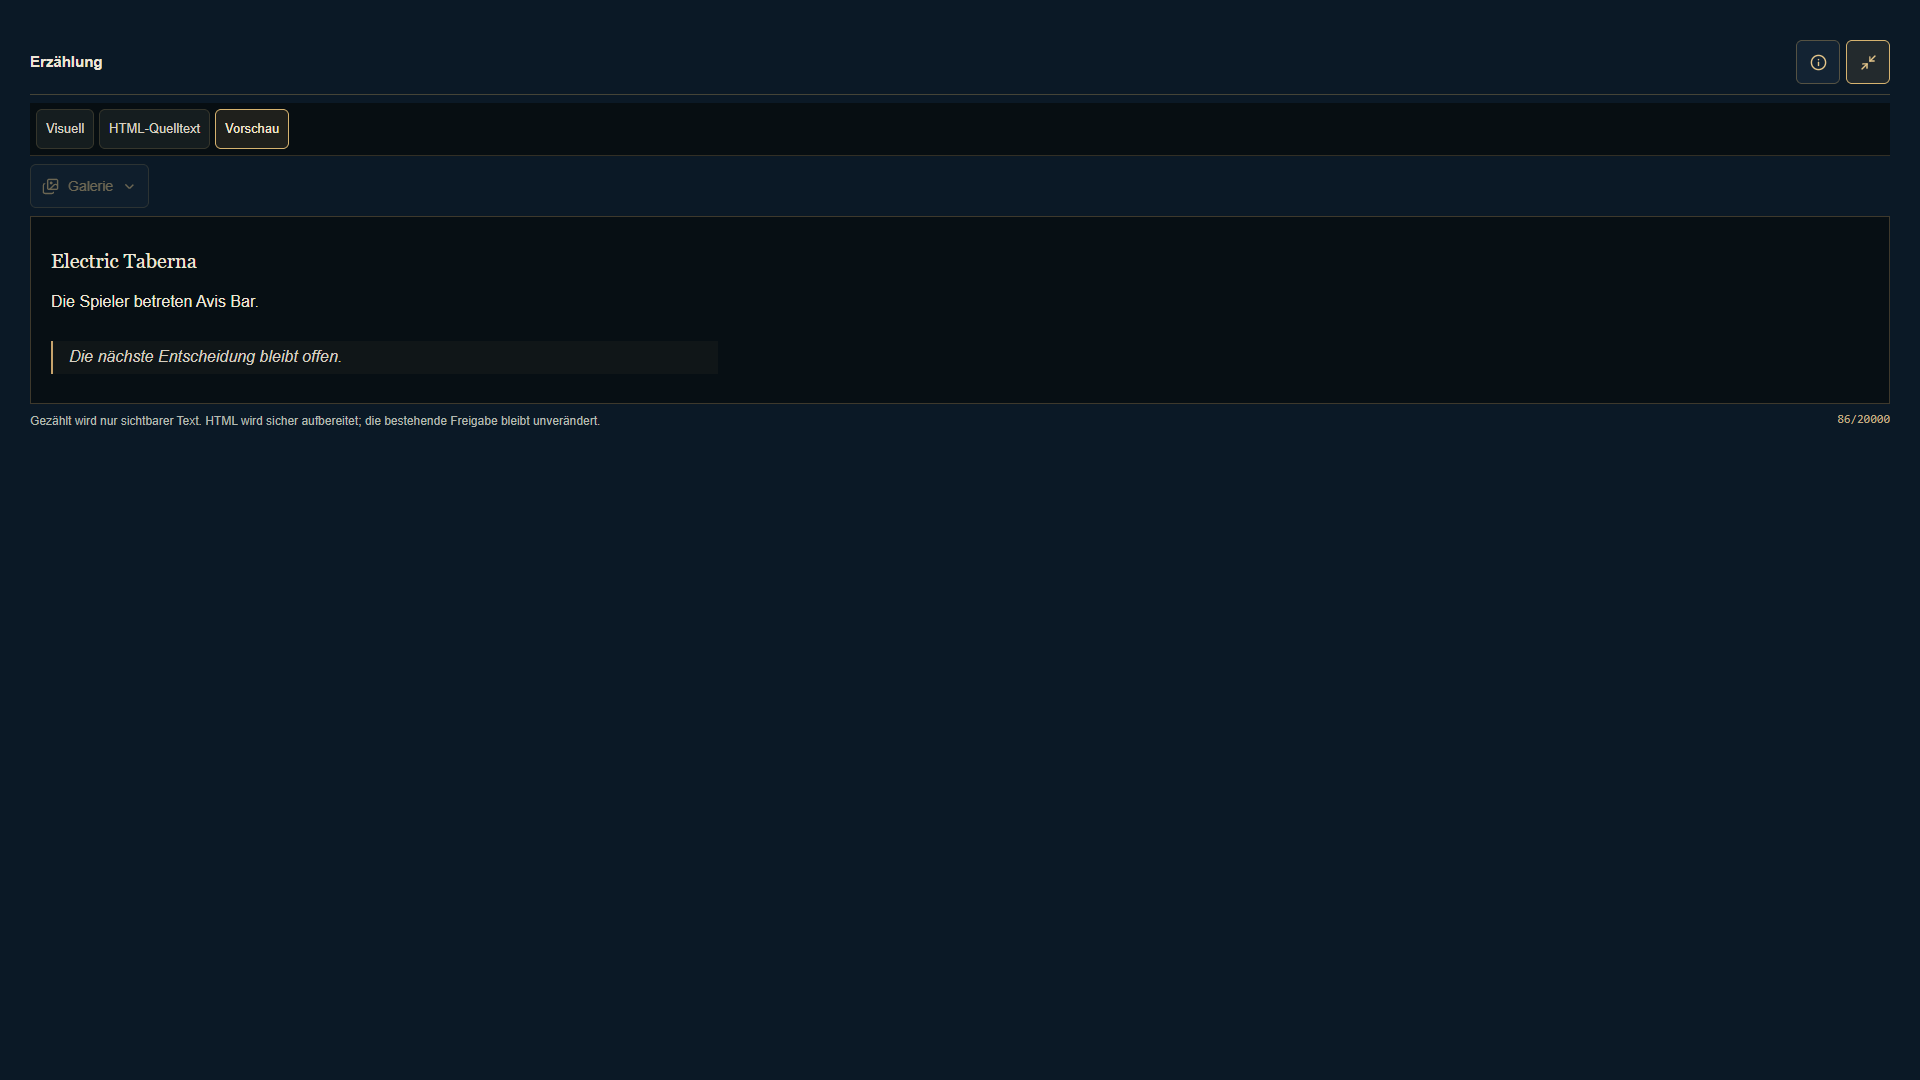 Erzählung
Visuell HTML-Quelltext Vorschau
Galerie
Electric Taberna
Die Spieler betreten Avis Bar.
Die nächste Entscheidung bleibt offen.
Gezählt wird nur sichtbarer Text. HTML wird sicher aufbereitet; die bestehende Freigabe bleibt unverändert.
86/20000